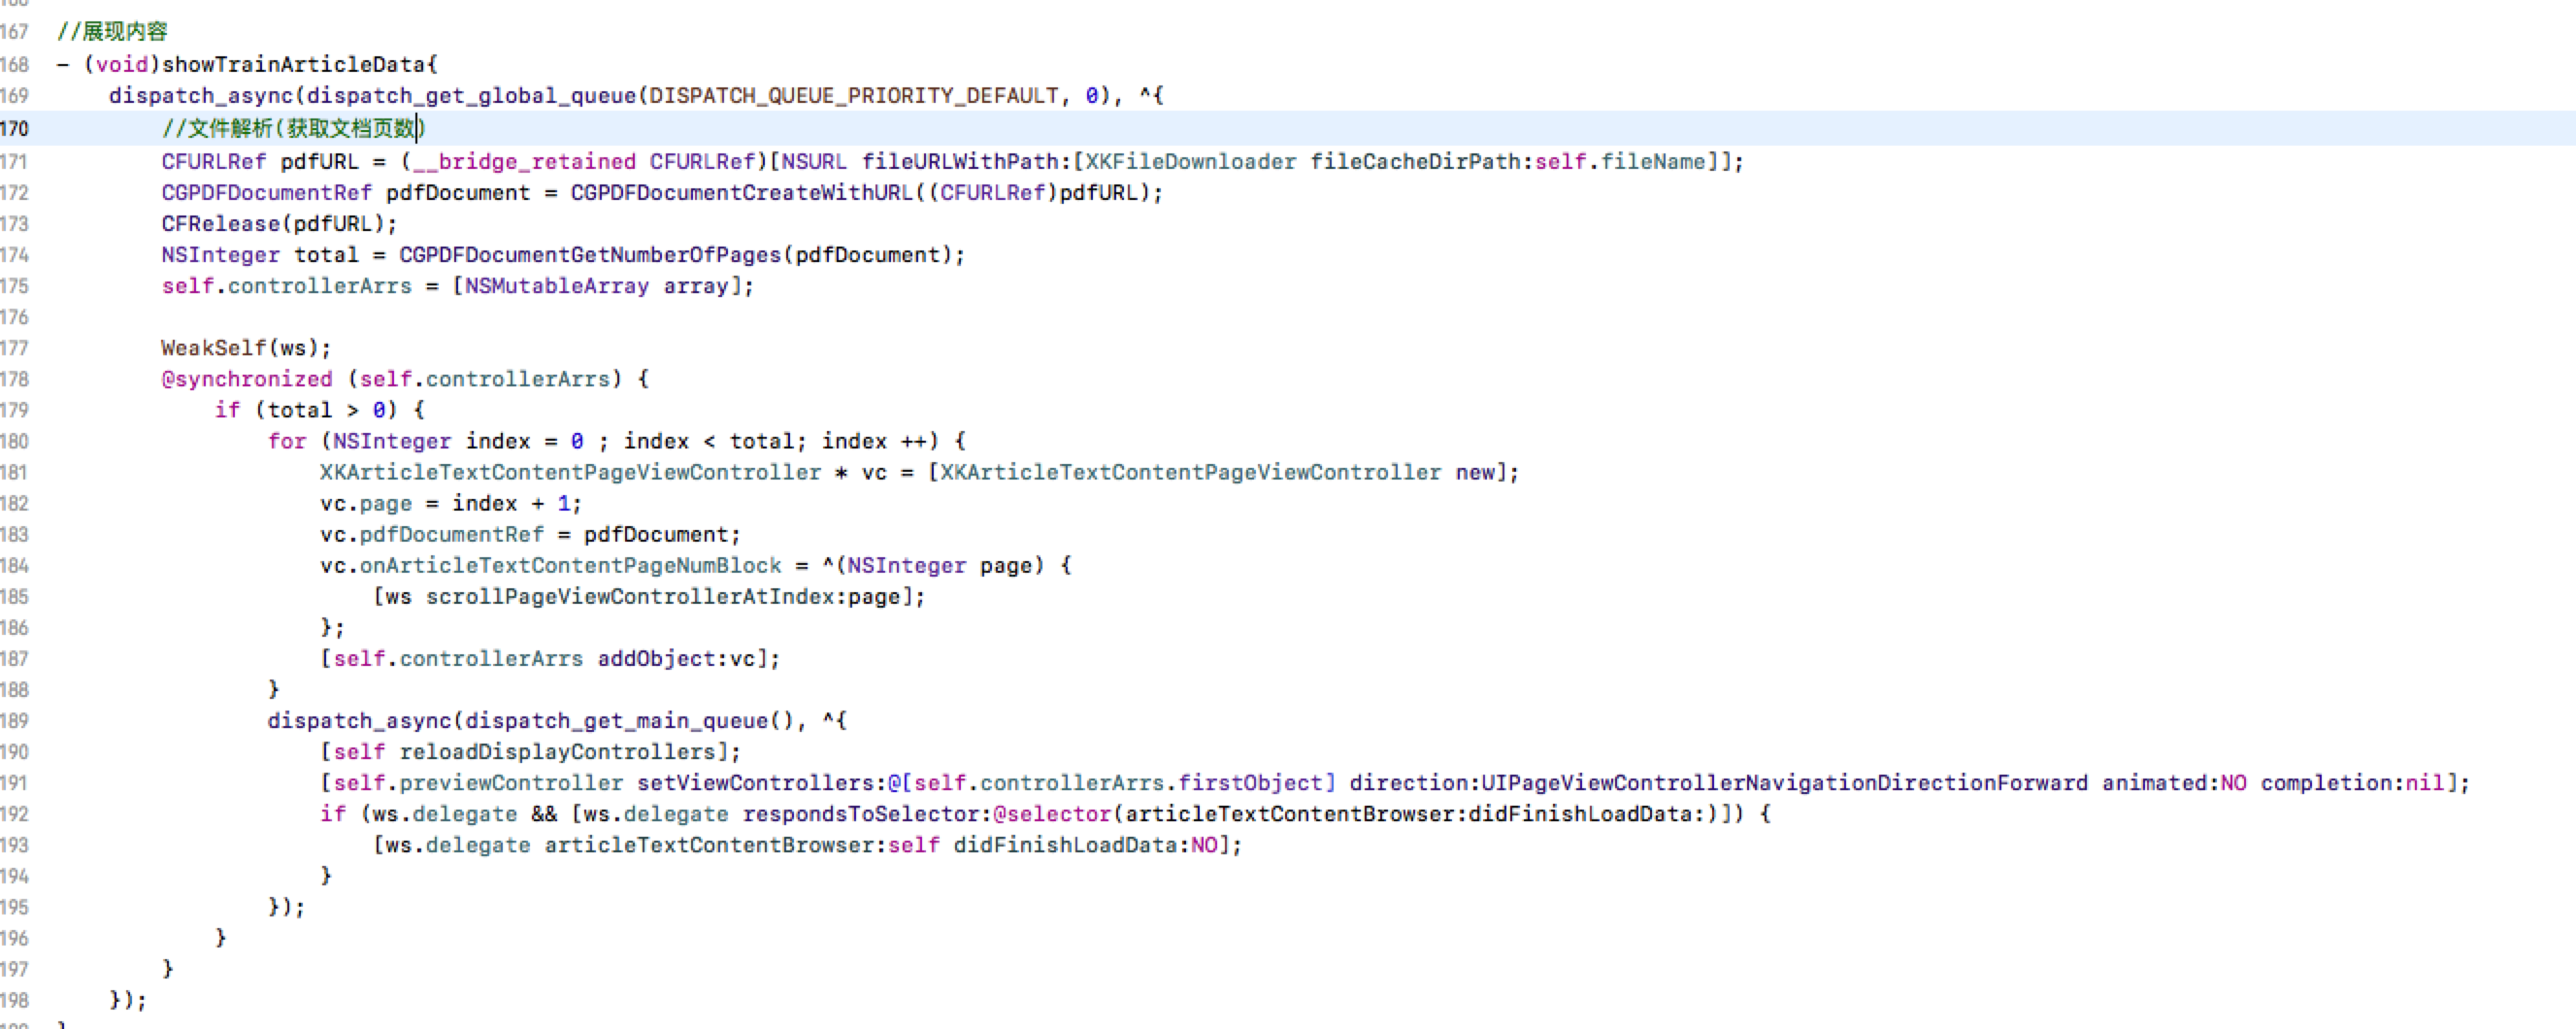 167 //展现内容
168 - (void)showTrainArticleData{
169 dispatch_async(dispatch_get_global_queue(DISPATCH_QUEUE_PRIORITY_DEFAULT, 0), ^{
170 //文件解析(获取文档页数)
171 CFURLRef pdfURL = (__bridge_retained CFURLRef)[NSURL fileURLWithPath:[XKFileDownloader fileCacheDirPath:self.fileName]];
172 CGPDFDocumentRef pdfDocument = CGPDFDocumentCreateWithURL((CFURLRef)pdfURL);
173 CFRelease(pdfURL);
174 NSInteger total = CGPDFDocumentGetNumberOfPages(pdfDocument);
175 self.controllerArrs = [NSMutableArray array];
176
177 WeakSelf(ws);
178 @synchronized (self.controllerArrs) {
179 if (total > 0) {
180 for (NSInteger index = 0 ; index < total; index ++) {
181 XKArticleTextContentPageViewController * vc = [XKArticleTextContentPageViewController new];
182 vc.page = index + 1;
183 vc.pdfDocumentRef = pdfDocument;
184 vc.onArticleTextContentPageNumBlock = ^(NSInteger page) {
185 [ws scrollPageViewControllerAtIndex:page];
186 };
187 [self.controllerArrs addObject:vc];
188 }
189 dispatch_async(dispatch_get_main_queue(), ^{
190 [self reloadDisplayControllers];
191 [self.previewController setViewControllers:@[self.controllerArrs.firstObject] direction:UIPageViewControllerNavigationDirectionForward animated:NO completion:nil];
192 if (ws.delegate && [ws.delegate respondsToSelector:@selector(articleTextContentBrowser:didFinishLoadData:)]) {
193 [ws.delegate articleTextContentBrowser:self didFinishLoadData:NO];
194 }
195 });
196 }
197 }
198 });